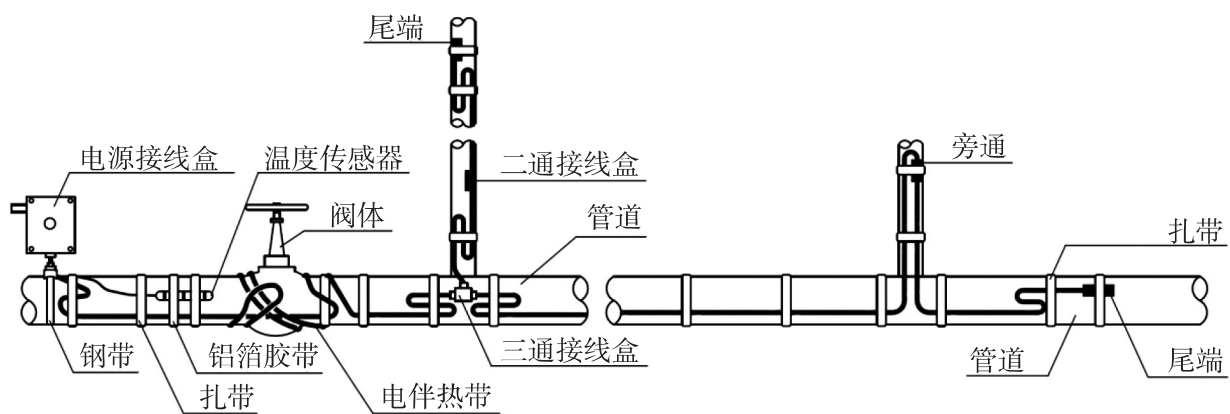 尾端
电源接线盒
温度传感器
阀体
二通接线盒
管道
旁通
扎带
钢带
扎带
铝箔胶带
电伴热带
三通接线盒
管道
尾端